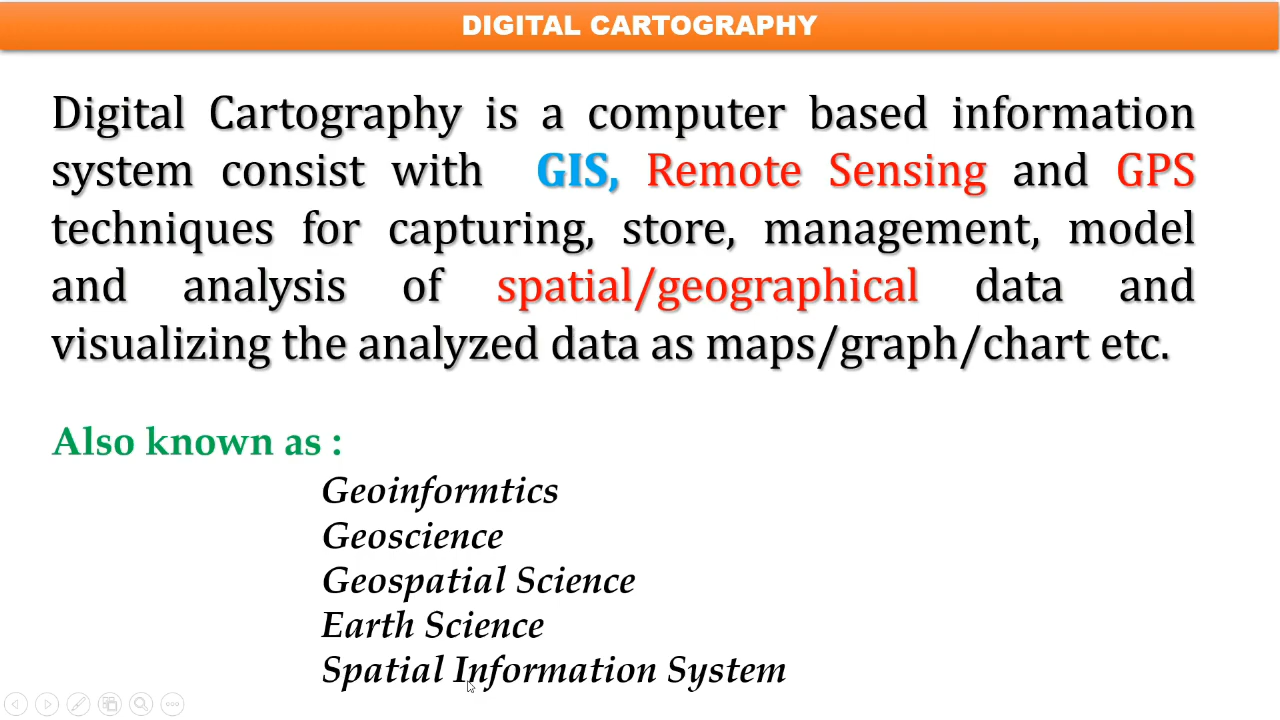 DIGITAL CARTOGRAPHY
Digital Cartography is a computer based information
system consist with GIS, Remote Sensing and GPS
techniques for capturing, store, management, model
and analysis of spatial/geographical data and
visualizing the analyzed data as maps/graph/chart etc.
Also known as :
Geoinformtics
Geoscience
Geospatial Science
Earth Science
Spatial Information System